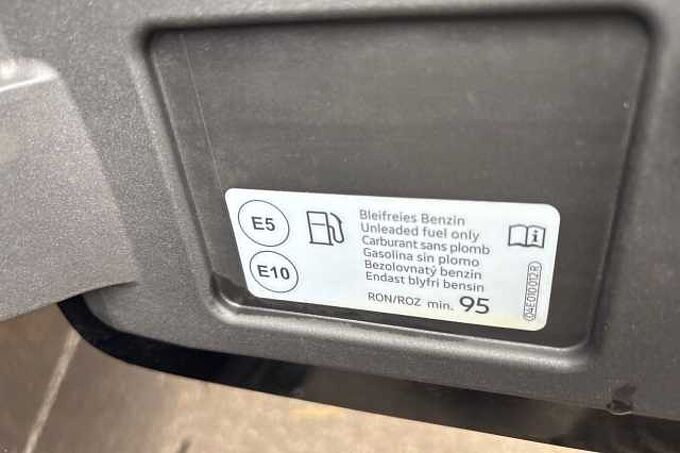 E5
E10
Bleifreies Benzin
Unleaded fuel only
Carburant sans plomb
Gasolina sin plomo
Bezolovnatý benzin
Endast blyfri bensin
RON/ROZ min. 95
i
4E010012R